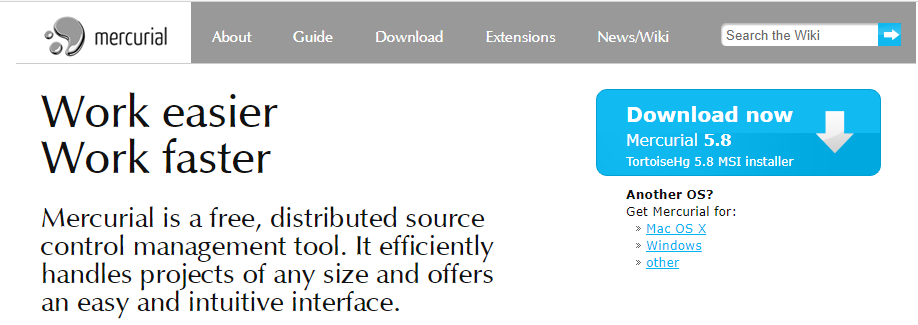 mercurial
About
Guide
Download
Extensions
News/Wiki
Search the Wiki
Work easier
Work faster
Mercurial is a free, distributed source
control management tool. It efficiently
handles projects of any size and offers
an easy and intuitive interface.
Download now
Mercurial 5.8
TortoiseHg 5.8 MSI installer
Another OS?
Get Mercurial for:
» Mac OS X
» Windows
» other